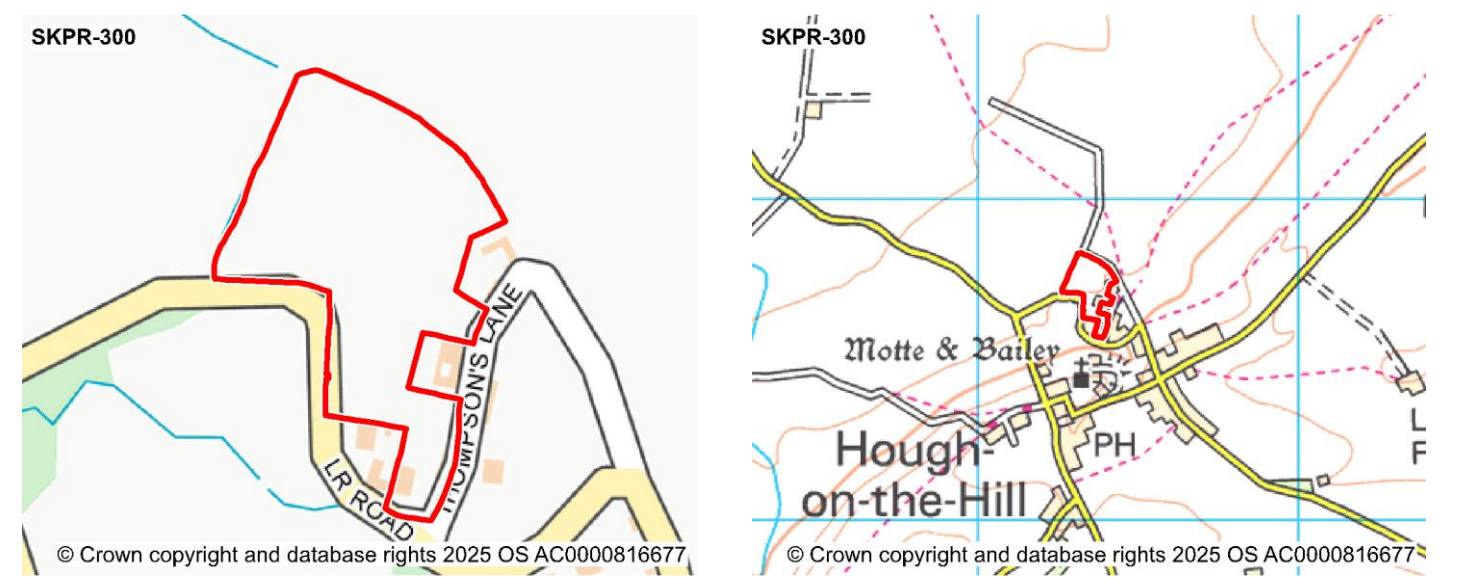 SKPR-300
THOMPSON'S LANE
LR ROAD
© Crown copyright and database rights 2025 OS AC0000816677
SKPR-300
Motte & Bailey
Hough-
on-the-Hill
PH
L
F
© Crown copyright and database rights 2025 OS AC0000816677